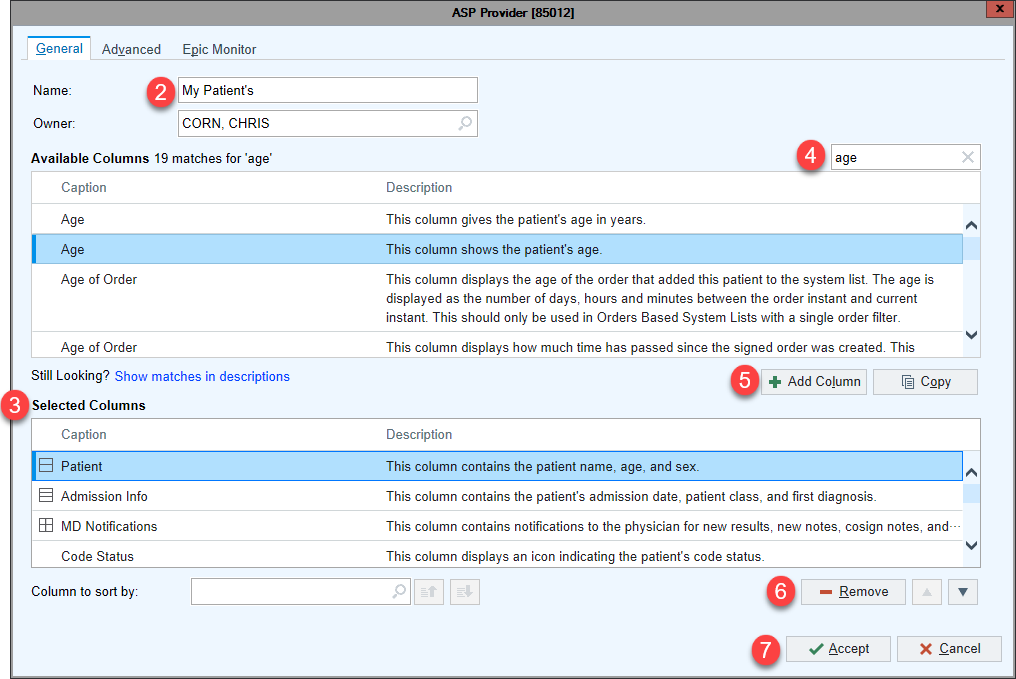 ASP Provider [85012]
x
General Advanced Epic Monitor
2
Name: My Patient's
Owner: CORN, CHRIS
4
Available Columns 19 matches for 'age' age
Caption Description
Age This column gives the patient's age in years.
Age This column shows the patient's age.
Age of Order This column displays the age of the order that added this patient to the system list. The age is
displayed as the number of days, hours and minutes between the order instant and current
instant. This should only be used in Orders Based System Lists with a single order filter.
Age of Order This column displays how much time has passed since the signed order was created. This
Still Looking? Show matches in descriptions
5 Add Column Copy
3 Selected Columns
Caption Description
Patient This column contains the patient name, age, and sex.
Admission Info This column contains the patient's admission date, patient class, and first diagnosis.
MD Notifications This column contains notifications to the physician for new results, new notes, cosign notes, and···
Code Status This column displays an icon indicating the patient's code status.
Column to sort by: 6 Remove
7 Accept Cancel